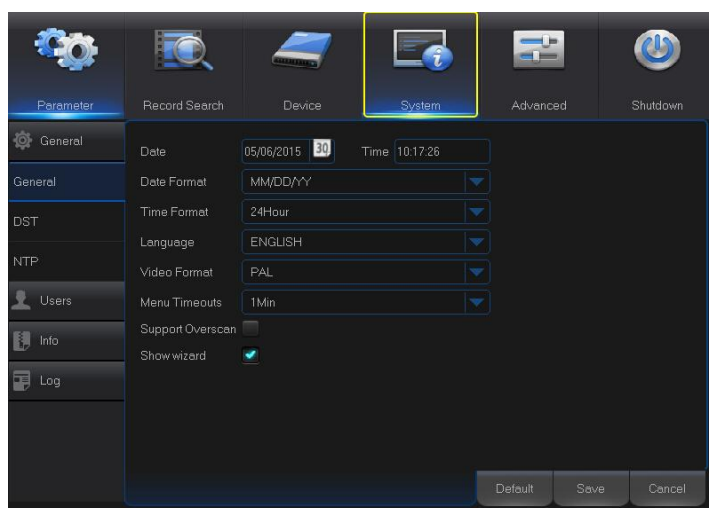 Parameter Record Search Device System Advanced Shutdown
General
General
DST
NTP
Users
Info
Log
Date 05/06/2015 30 Time 10:17:26
Date Format MM/DD/YY
Time Format 24Hour
Language ENGLISH
Video Format PAL
Menu Timeouts 1Min
Support Overscan
Show wizard
Default Save Cancel